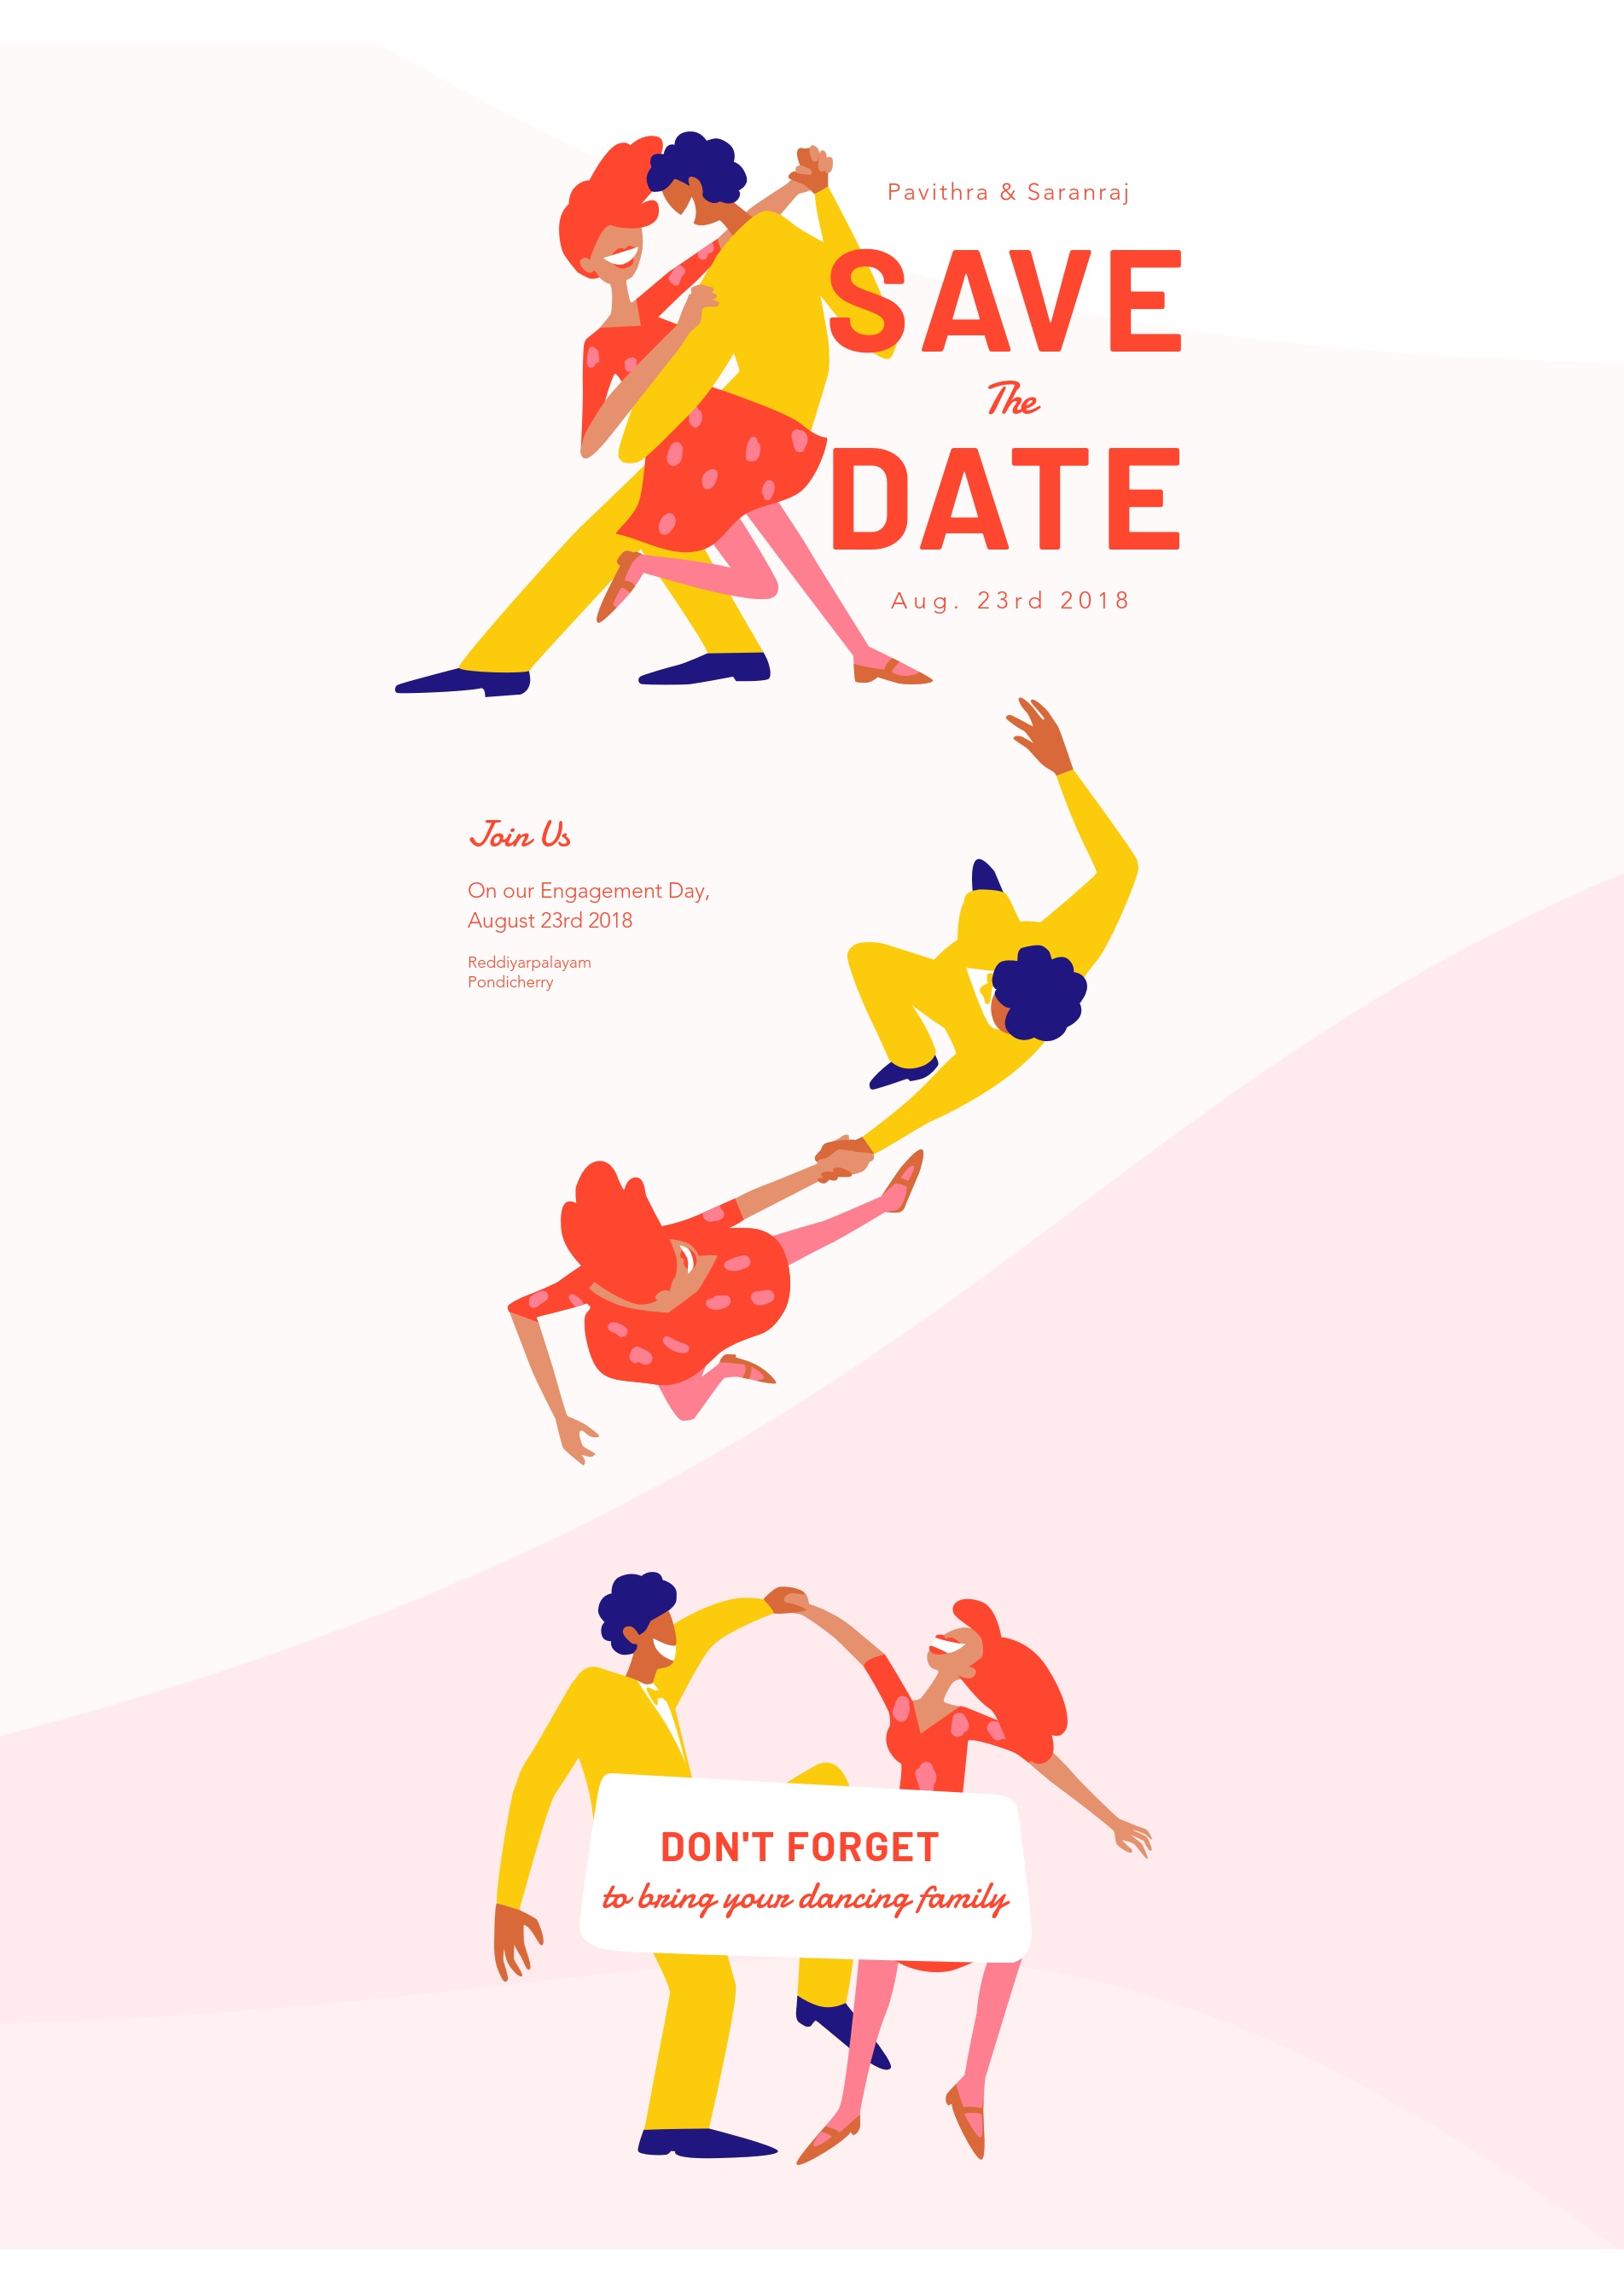 Pavithra & Saranraj
SAVE
The
DATE
Aug. 23rd 2018
Join Us
On our Engagement Day,
August 23rd 2018
Reddiyarpalayam
Pondicherry
DON'T FORGET
to bring your dancing family